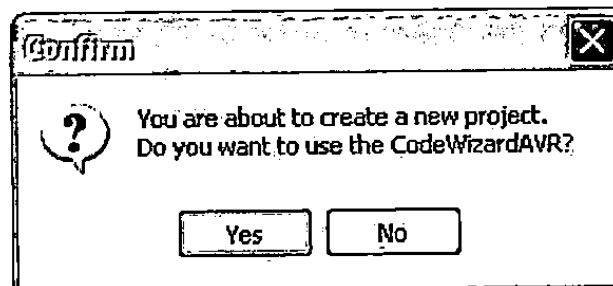 Confirm
You are about to create a new project.
Do you want to use the CodeWizardAVR?
Yes
No